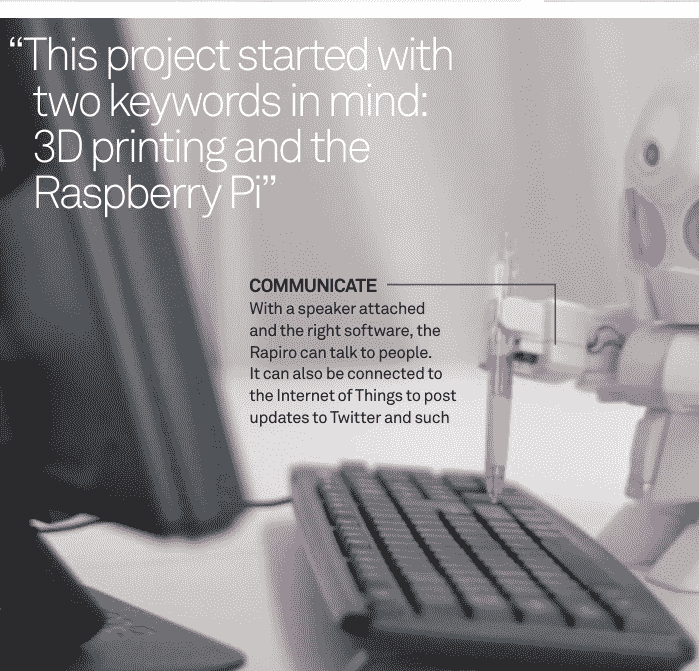 “This project started with
two keywords in mind:
3D printing and the
Raspberry Pi”
COMMUNICATE
With a speaker attached
and the right software, the
Rapiro can talk to people.
It can also be connected to
the Internet of Things to post
updates to Twitter and such